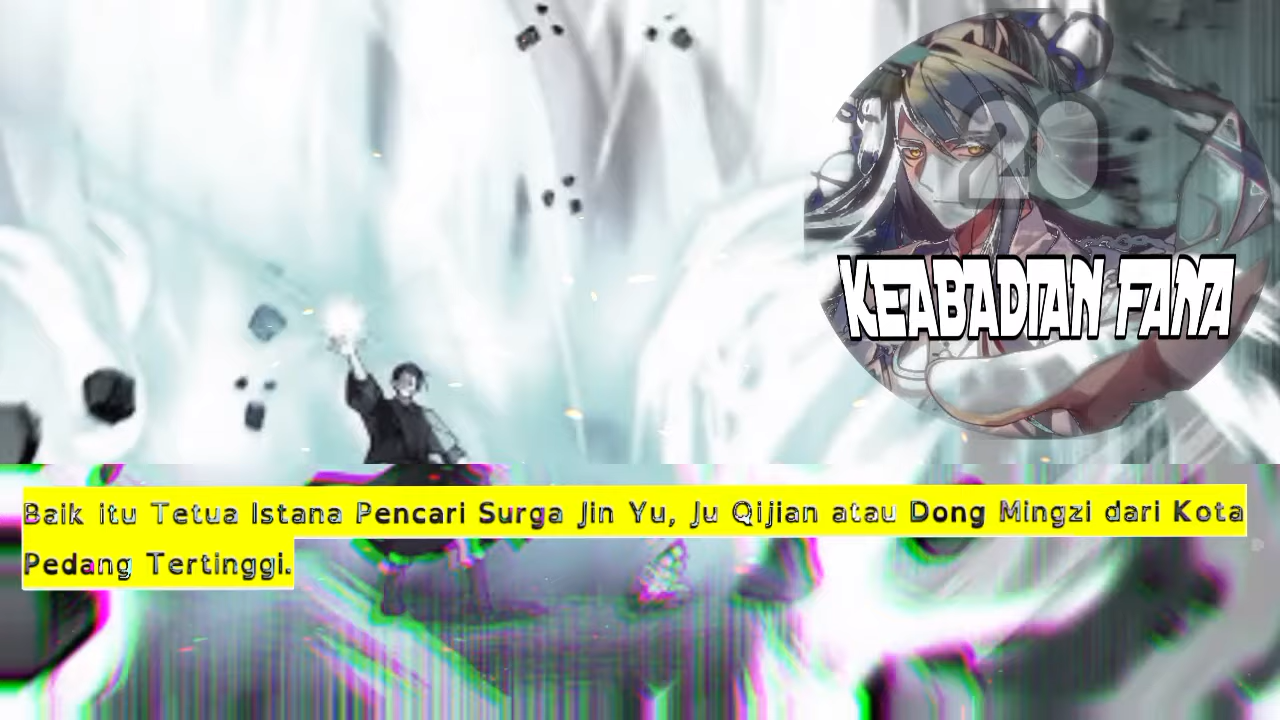 20
KEABADIAN FANA
Baik itu Tetua Istana Pencari Surga Jin Yu, Ju Qijian atau Dong Mingzi dari Kota
Pedang Tertinggi.